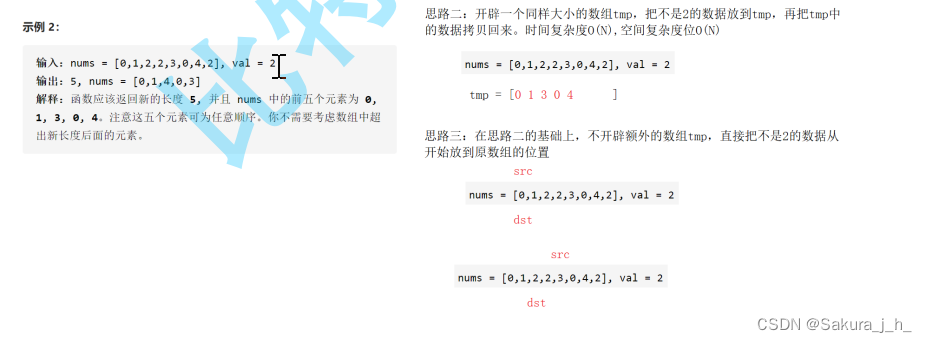 示例 2：
输入：nums = [0,1,2,2,3,0,4,2], val = 2
输出：5, nums = [0,1,4,0,3]
解释：函数应该返回新的长度 5, 并且 nums 中的前五个元素为 0,
1, 3, 0, 4。注意这五个元素可为任意顺序。你不需要考虑数组中超
出新长度后面的元素。
思路二：开辟一个同样大小的数组tmp，把不是2的数据放到tmp，再把tmp中
的数据拷贝回来。时间复杂度O(N),空间复杂度位O(N)
nums = [0,1,2,2,3,0,4,2], val = 2
tmp = [0 1 3 0 4 ]
思路三：在思路二的基础上，不开辟额外的数组tmp，直接把不是2的数据从
开始放到原数组的位置
src
nums = [0,1,2,2,3,0,4,2], val = 2
dst
src
nums = [0,1,2,2,3,0,4,2], val = 2
dst
比特
CSDN @Sakura_j_h_